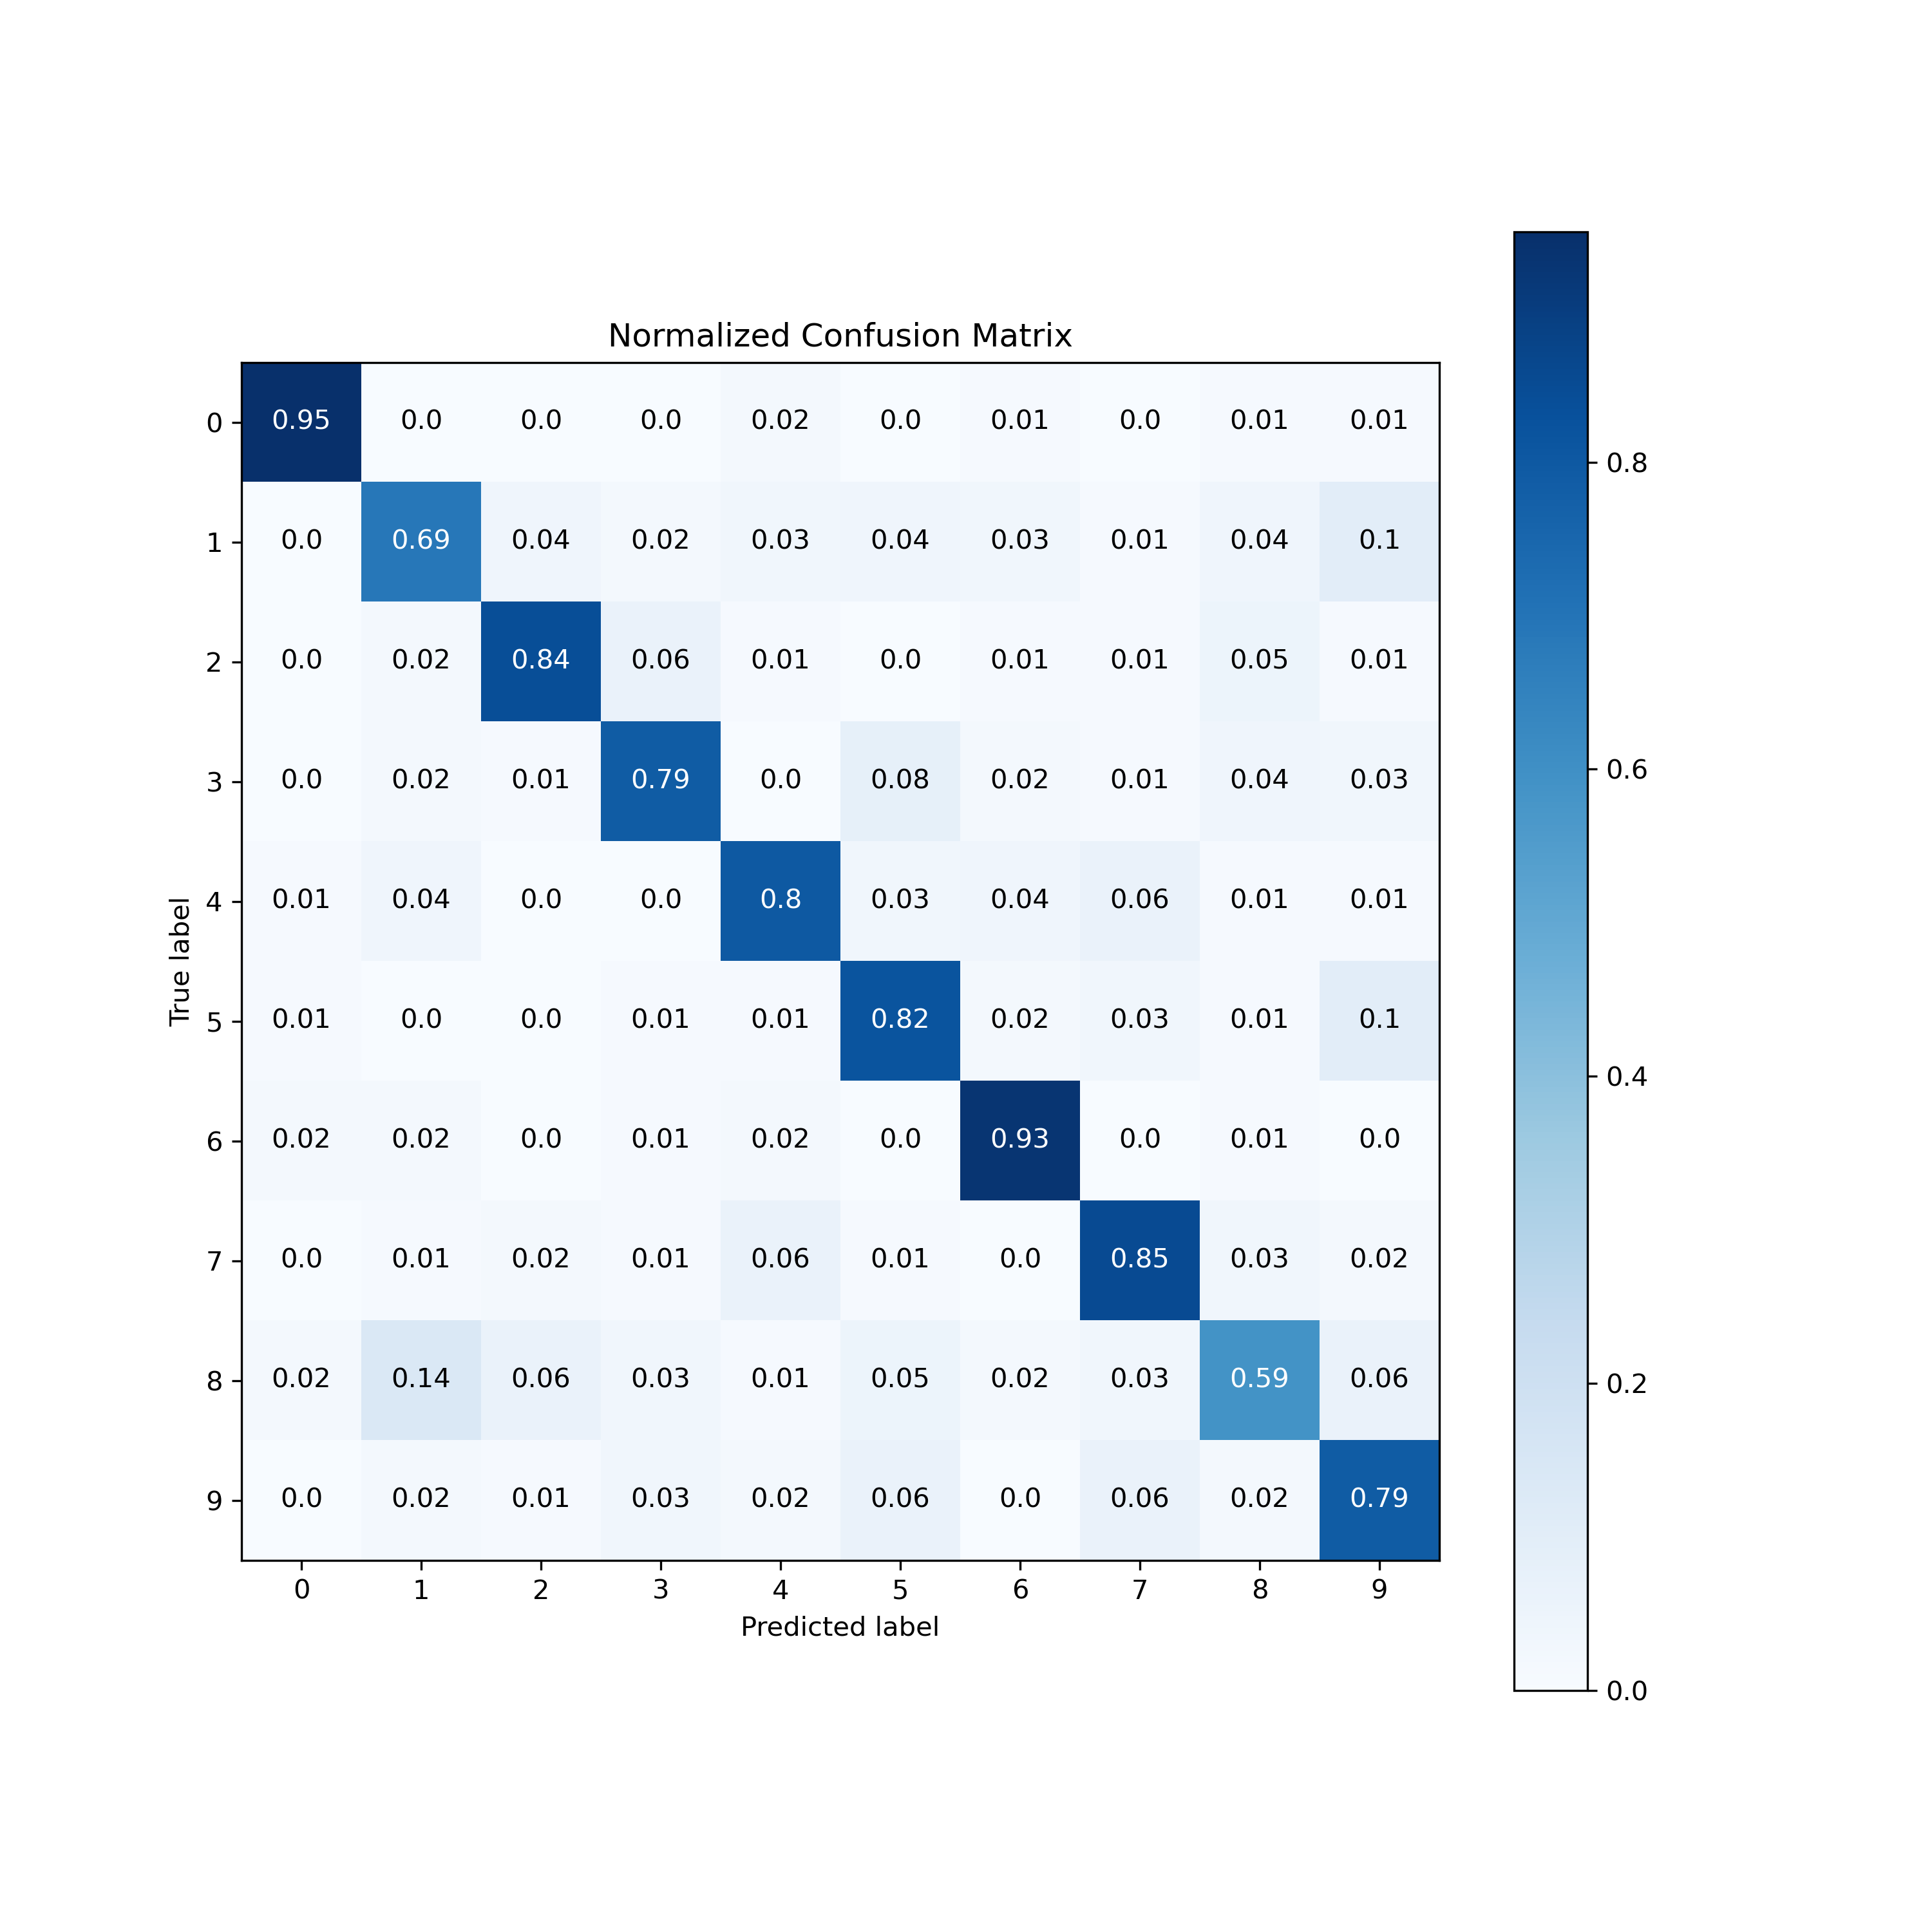 Normalized Confusion Matrix
0 0.95 0.0 0.0 0.0 0.02 0.0 0.01 0.0 0.01 0.01
1 0.0 0.69 0.04 0.02 0.03 0.04 0.03 0.01 0.04 0.1
2 0.0 0.02 0.84 0.06 0.01 0.0 0.01 0.01 0.05 0.01
3 0.0 0.02 0.01 0.79 0.0 0.08 0.02 0.01 0.04 0.03
4 0.01 0.04 0.0 0.0 0.8 0.03 0.04 0.06 0.01 0.01
5 0.01 0.0 0.0 0.01 0.01 0.82 0.02 0.03 0.01 0.1
6 0.02 0.02 0.0 0.01 0.02 0.0 0.93 0.0 0.01 0.0
7 0.0 0.01 0.02 0.01 0.06 0.01 0.0 0.85 0.03 0.02
8 0.02 0.14 0.06 0.03 0.01 0.05 0.02 0.03 0.59 0.06
9 0.0 0.02 0.01 0.03 0.02 0.06 0.0 0.06 0.02 0.79
0 1 2 3 4 5 6 7 8 9
Predicted label
True label
0.8
0.6
0.4
0.2
0.0